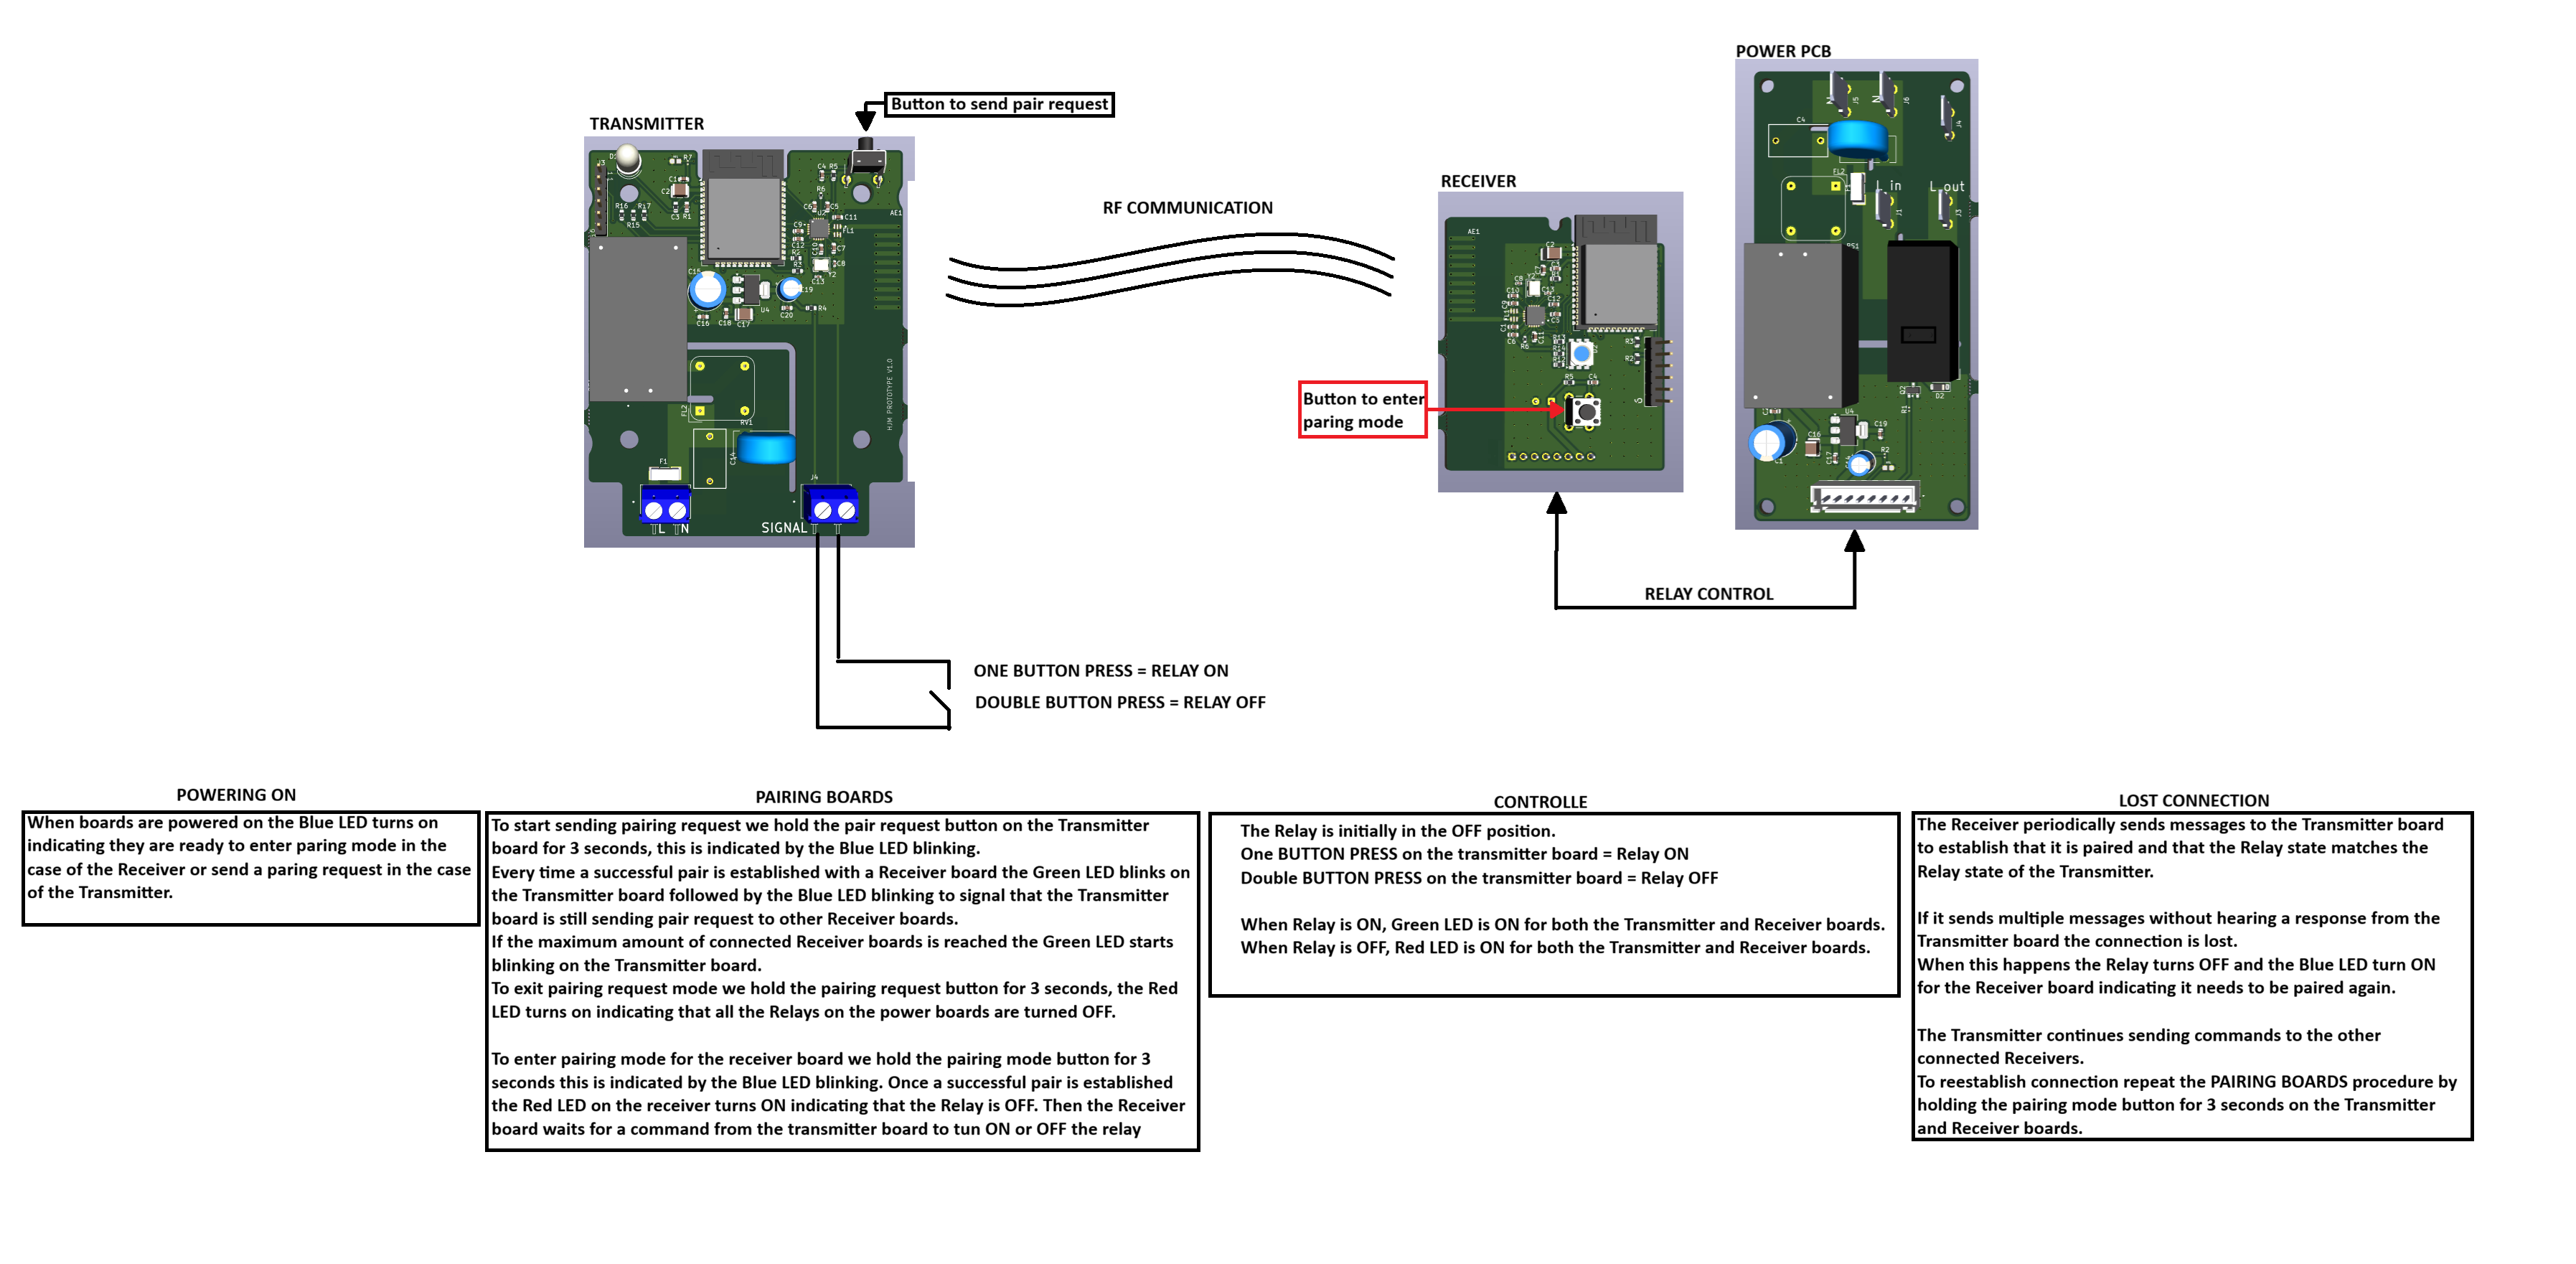 POWER PCB
Button to send pair request
TRANSMITTER
RECEIVER
RF COMMUNICATION
AE1
L in
L out
Button to enter
paring mode
HJM PROTOTYPE V1.0
L N
SIGNAL
RELAY CONTROL
ONE BUTTON PRESS = RELAY ON
DOUBLE BUTTON PRESS = RELAY OFF
POWERING ON
When boards are powered on the Blue LED turns on
indicating they are ready to enter paring mode in the
case of the Receiver or send a paring request in the case
of the Transmitter.
PAIRING BOARDS
To start sending pairing request we hold the pair request button on the Transmitter
board for 3 seconds, this is indicated by the Blue LED blinking.
Every time a successful pair is established with a Receiver board the Green LED blinks on
the Transmitter board followed by the Blue LED blinking to signal that the Transmitter
board is still sending pair request to other Receiver boards.
If the maximum amount of connected Receiver boards is reached the Green LED starts
blinking on the Transmitter board.
To exit pairing request mode we hold the pairing request button for 3 seconds, the Red
LED turns on indicating that all the Relays on the power boards are turned OFF.
To enter pairing mode for the receiver board we hold the pairing mode button for 3
seconds this is indicated by the Blue LED blinking. Once a successful pair is established
the Red LED on the receiver turns ON indicating that the Relay is OFF. Then the Receiver
board waits for a command from the transmitter board to tun ON or OFF the relay
CONTROLLE
The Relay is initially in the OFF position.
One BUTTON PRESS on the transmitter board = Relay ON
Double BUTTON PRESS on the transmitter board = Relay OFF
When Relay is ON, Green LED is ON for both the Transmitter and Receiver boards.
When Relay is OFF, Red LED is ON for both the Transmitter and Receiver boards.
LOST CONNECTION
The Receiver periodically sends messages to the Transmitter board
to establish that it is paired and that the Relay state matches the
Relay state of the Transmitter.
If it sends multiple messages without hearing a response from the
Transmitter board the connection is lost.
When this happens the Relay turns OFF and the Blue LED turn ON
for the Receiver board indicating it needs to be paired again.
The Transmitter continues sending commands to the other
connected Receivers.
To reestablish connection repeat the PAIRING BOARDS procedure by
holding the pairing mode button for 3 seconds on the Transmitter
and Receiver boards.